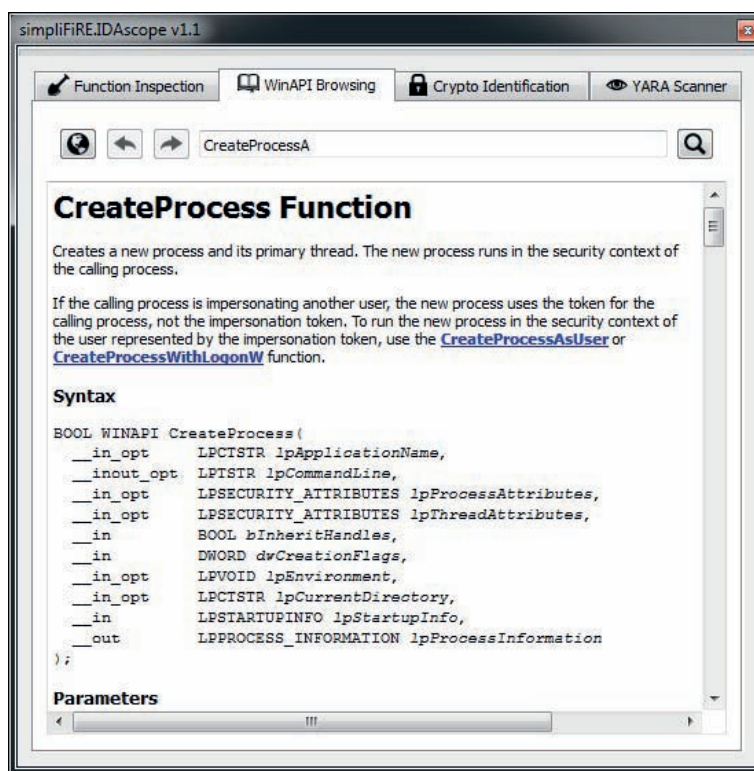 simpliFiRE.IDAscope v1.1
Function Inspection
WinAPI Browsing
Crypto Identification
YARA Scanner
CreateProcessA
CreateProcess Function
Creates a new process and its primary thread. The new process runs in the security context of
the calling process.
If the calling process is impersonating another user, the new process uses the token for the
calling process, not the impersonation token. To run the new process in the security context of
the user represented by the impersonation token, use the CreateProcessAsUser or
CreateProcessWithLogonW function.
Syntax
BOOL WINAPI CreateProcess(
__in_opt LPCTSTR lpApplicationName,
__inout_opt LPTSTR lpCommandLine,
__in_opt LPSECURITY_ATTRIBUTES lpProcessAttributes,
__in_opt LPSECURITY_ATTRIBUTES lpThreadAttributes,
__in BOOL bInheritHandles,
__in DWORD dwCreationFlags,
__in_opt LPVOID lpEnvironment,
__in_opt LPCTSTR lpCurrentDirectory,
__in LPSTARTUPINFO lpStartupInfo,
__out LPPROCESS_INFORMATION lpProcessInformation
);
Parameters